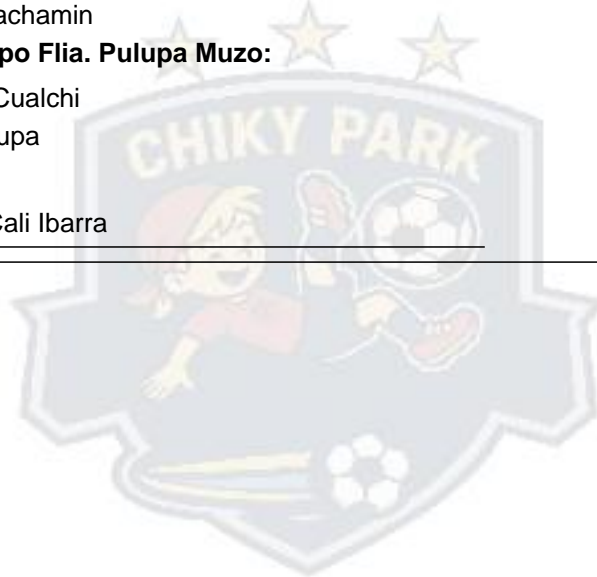 achamin
po Flia. Pulupa Muzo:
Cualchi
upa
Cali Ibarra
CHIKY PARK